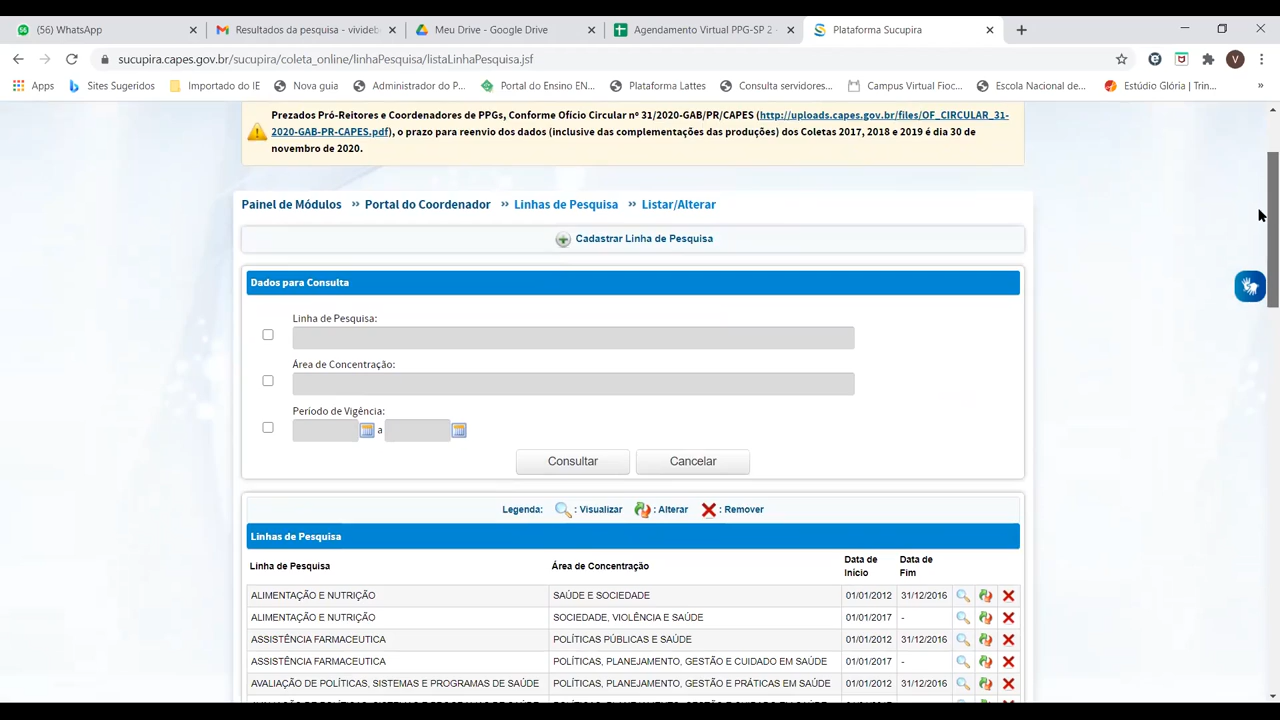 (56) WhatsApp
Resultados da pesquisa - vivideb
Meu Drive - Google Drive
Agendamento Virtual PPG-SP 2 -
Plataforma Sucupira
sucupira.capes.gov.br/sucupira/coleta_online/linhaPesquisa/listaLinhaPesquisa.jsf
V
Apps
Sites Sugeridos
Importado do IE
Nova guia
Administrador do P...
Portal do Ensino EN...
Plataforma Lattes
Consulta servidores...
Campus Virtual Fioc...
Escola Nacional de...
Estúdio Glória | Trin...
»
Prezados Pró-Reitores e Coordenadores de PPGs, Conforme Ofício Circular nº 31/2020-GAB/PR/CAPES (http://uploads.capes.gov.br/files/OF_CIRCULAR_31-
2020-GAB-PR-CAPES.pdf), o prazo para reenvio dos dados (inclusive das complementações das produções) dos Coletas 2017, 2018 e 2019 é dia 30 de
novembro de 2020.
Painel de Módulos » Portal do Coordenador » Linhas de Pesquisa » Listar/Alterar
Cadastrar Linha de Pesquisa
Dados para Consulta
Linha de Pesquisa:
Área de Concentração:
Período de Vigência:
a
Consultar Cancelar
Legenda: : Visualizar : Alterar : Remover
Linhas de Pesquisa
Linha de Pesquisa Área de Concentração Data de Início Data de Fim
ALIMENTAÇÃO E NUTRIÇÃO SAÚDE E SOCIEDADE 01/01/2012 31/12/2016
ALIMENTAÇÃO E NUTRIÇÃO SOCIEDADE, VIOLÊNCIA E SAÚDE 01/01/2017 -
ASSISTÊNCIA FARMACEUTICA POLÍTICAS PÚBLICAS E SAÚDE 01/01/2012 31/12/2016
ASSISTÊNCIA FARMACEUTICA POLÍTICAS, PLANEJAMENTO, GESTÃO E CUIDADO EM SAÚDE 01/01/2017 -
AVALIAÇÃO DE POLÍTICAS, SISTEMAS E PROGRAMAS DE SAÚDE POLÍTICAS, PLANEJAMENTO, GESTÃO E PRÁTICAS EM SAÚDE 01/01/2012 31/12/2016